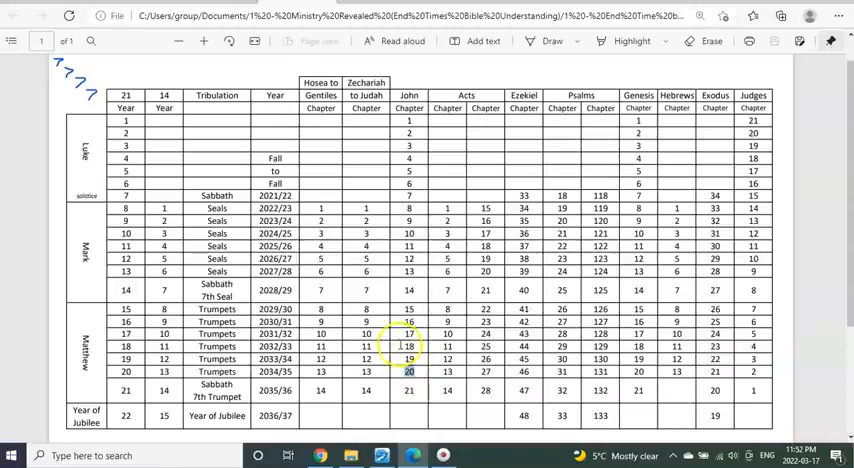 C:/Users/group/Documents/1%20-%20Ministry%20Revealed(End%20Times%20Bible%20Understanding)/1%20-%20End%20Time%20b...
File
1 of 1
Page view
Read aloud
Add text
Draw
Highlight
Erase
????
Hosea to Zechariah
21 14 Tribulation Year Gentiles to Judah John Acts Ezekiel Psalms Genesis Hebrews Exodus Judges
Year Year Chapter Chapter Chapter Chapter Chapter Chapter Chapter Chapter Chapter Chapter Chapter Chapter
Luke
1 1 1 21
2 2 2 20
3 3 3 19
4 Fall 4 4 18
5 to 5 5 17
6 Fall 6 6 16
solstice 7 Sabbath 2021/22 7 33 18 118 7 34 15
Mark
8 1 Seals 2022/23 1 1 8 1 15 34 19 119 8 1 33 14
9 2 Seals 2023/24 2 2 9 2 16 35 20 120 9 2 32 13
10 3 Seals 2024/25 3 3 10 3 17 36 21 121 10 3 31 12
11 4 Seals 2025/26 4 4 11 4 18 37 22 122 11 4 30 11
12 5 Seals 2026/27 5 5 12 5 19 38 23 123 12 5 29 10
13 6 Seals 2027/28 6 6 13 6 20 39 24 124 13 6 28 9
Sabbath
14 7 7th Seal 2028/29 7 7 14 7 21 40 25 125 14 7 27 8
Matthew
15 8 Trumpets 2029/30 8 8 15 8 22 41 26 126 15 8 26 7
16 9 Trumpets 2030/31 9 9 16 9 23 42 27 127 16 9 25 6
17 10 Trumpets 2031/32 10 10 17 10 24 43 28 128 17 10 24 5
18 11 Trumpets 2032/33 11 11 18 11 25 44 29 129 18 11 23 4
19 12 Trumpets 2033/34 12 12 19 12 26 45 30 130 19 12 22 3
20 13 Trumpets 2034/35 13 13 20 13 27 46 31 131 20 13 21 2
Sabbath
21 14 7th Trumpet 2035/36 14 14 21 14 28 47 32 132 21 20 1
Year of
Jubilee 22 15 Year of Jubilee 2036/37 48 33 133 19
Type here to search
5°C Mostly clear
ENG
11:52 PM
2022-03-17